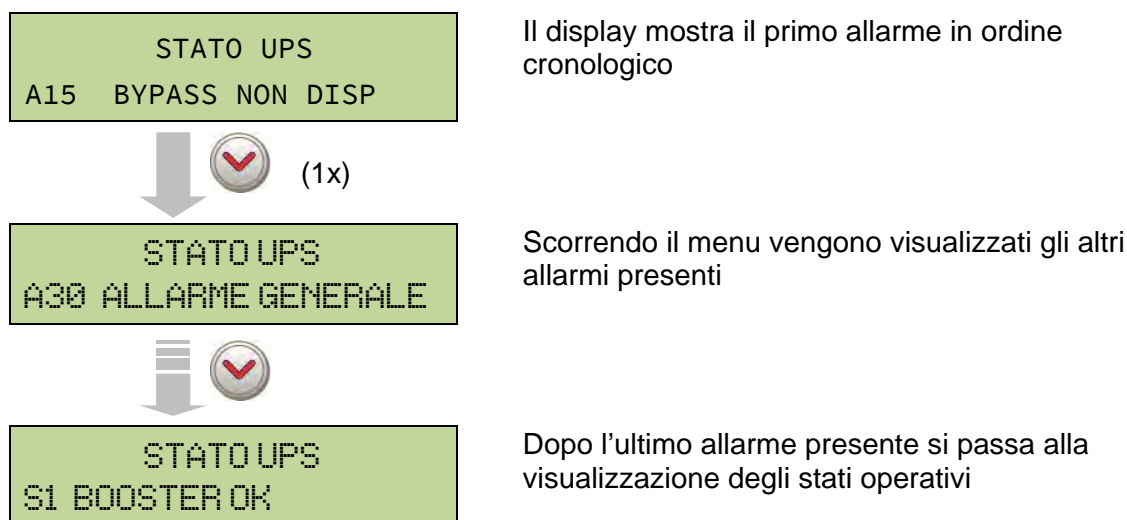 STATO UPS
A15 BYPASS NON DISP
Il display mostra il primo allarme in ordine
cronologico
(1x)
STATO UPS
A30 ALLARME GENERALE
Scorrendo il menu vengono visualizzati gli altri
allarmi presenti
STATO UPS
S1 BOOSTER OK
Dopo l'ultimo allarme presente si passa alla
visualizzazione degli stati operativi